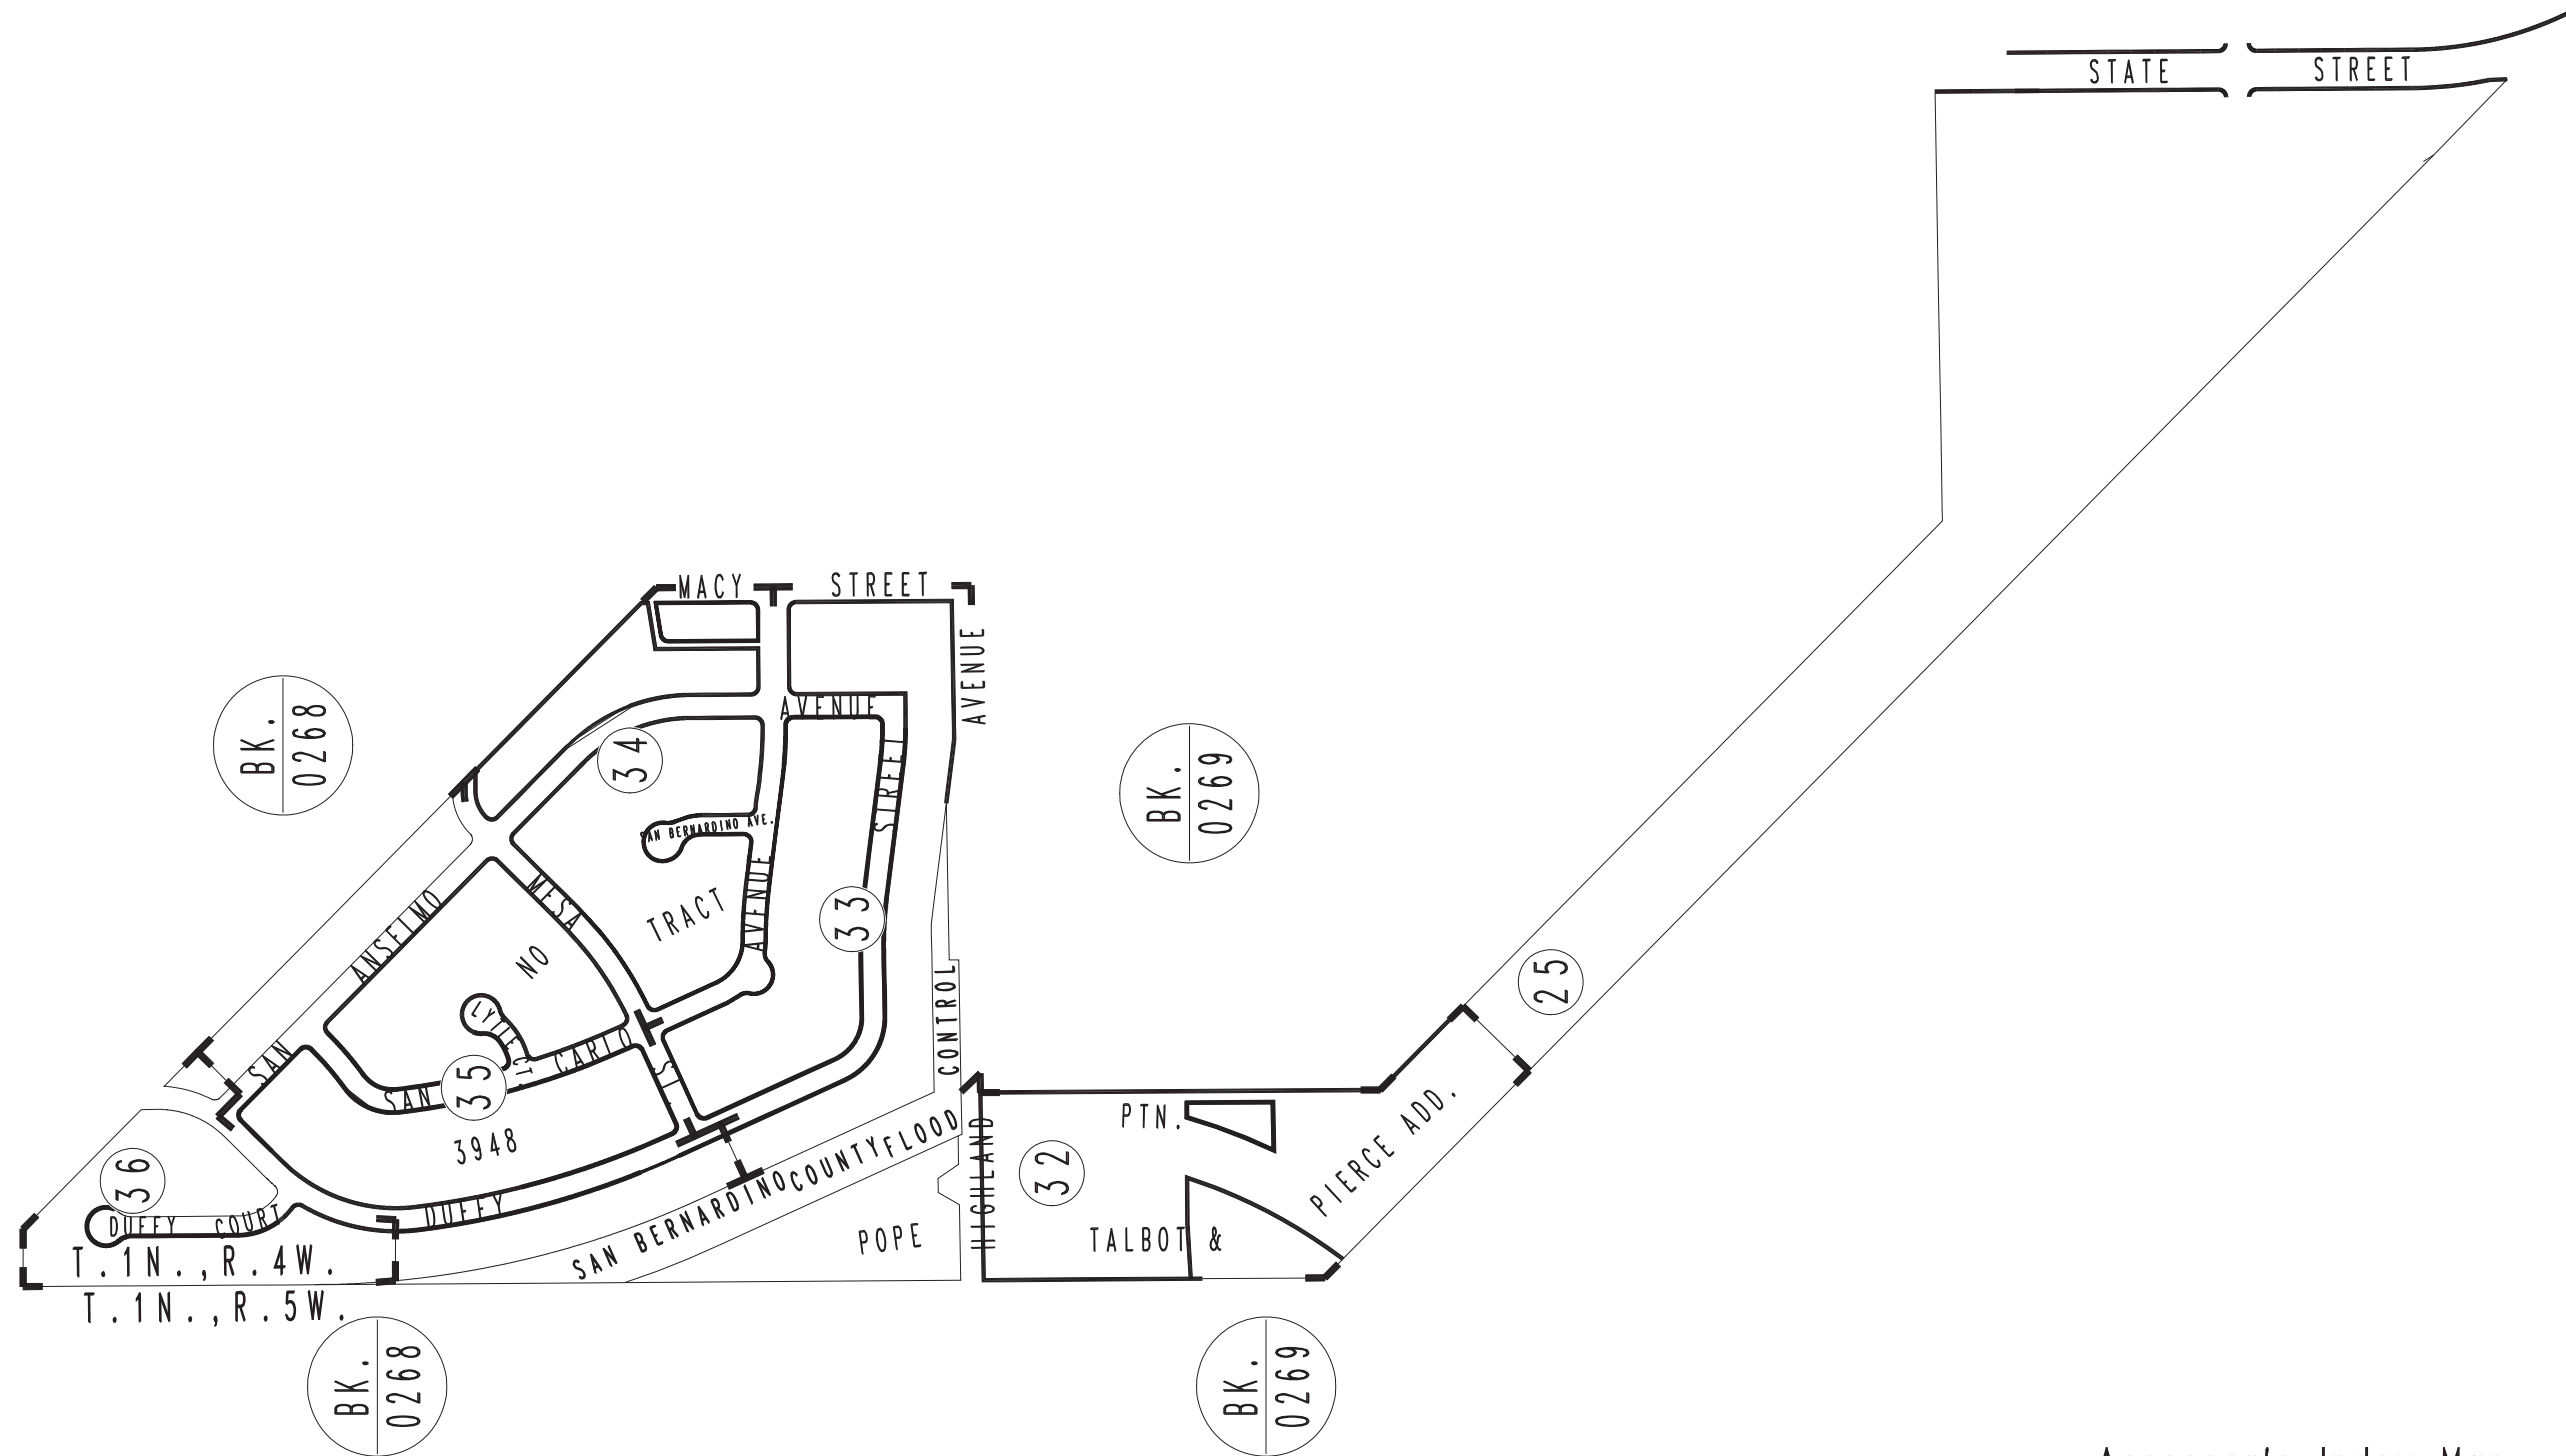 STATE STREET
MACY STREET
AVENUE
AVENUE
STREET
BK.
0268
34
SAN BERNARDINO AVE.
BK.
0269
MESA
TRACT
AVENUE
33
SAN ANSELMO
NO
LYTLE CT.
SAN CARLO
ST.
35
3948
CONTROL
25
PTN.
PIERCE ADD.
32
HIGHLAND
TALBOT &
POPE
SAN BERNARDINO COUNTY FLOOD
36
DUFFY COURT
DUFFY
T.1N.,R.4W.
T.1N.,R.5W.
BK.
0268
BK.
0269